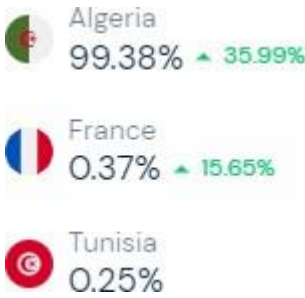 Algeria
99.38% ▲ 35.99%
France
0.37% ▲ 15.65%
Tunisia
0.25%